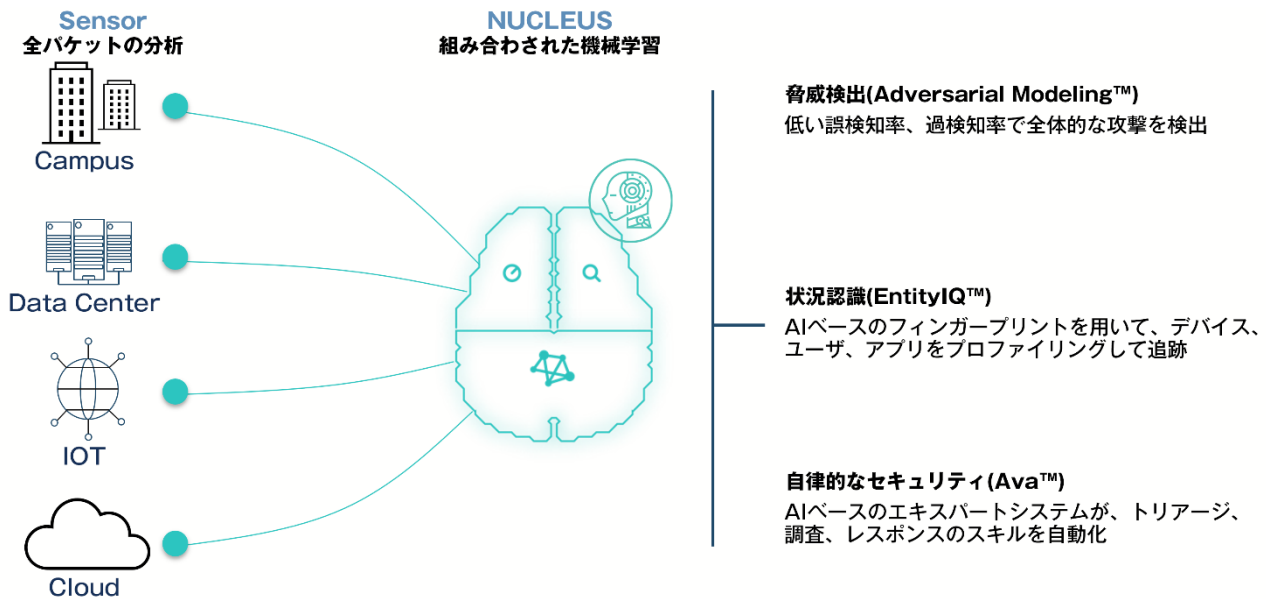 Sensor
全パケットの分析
Campus
Data Center
IOT
Cloud
NUCLEUS
組み合わされた機械学習
脅威検出(Adversarial Modeling™)
低い誤検知率、過検知率で全体的な攻撃を検出
状況認識(EntityIQ™)
AIベースのフィンガープリントを用いて、デバイス、
ユーザ、アプリをプロファイリングして追跡
自律的なセキュリティ(Ava™)
AIベースのエキスパートシステムが、トリアージ、
調査、レスポンスのスキルを自動化